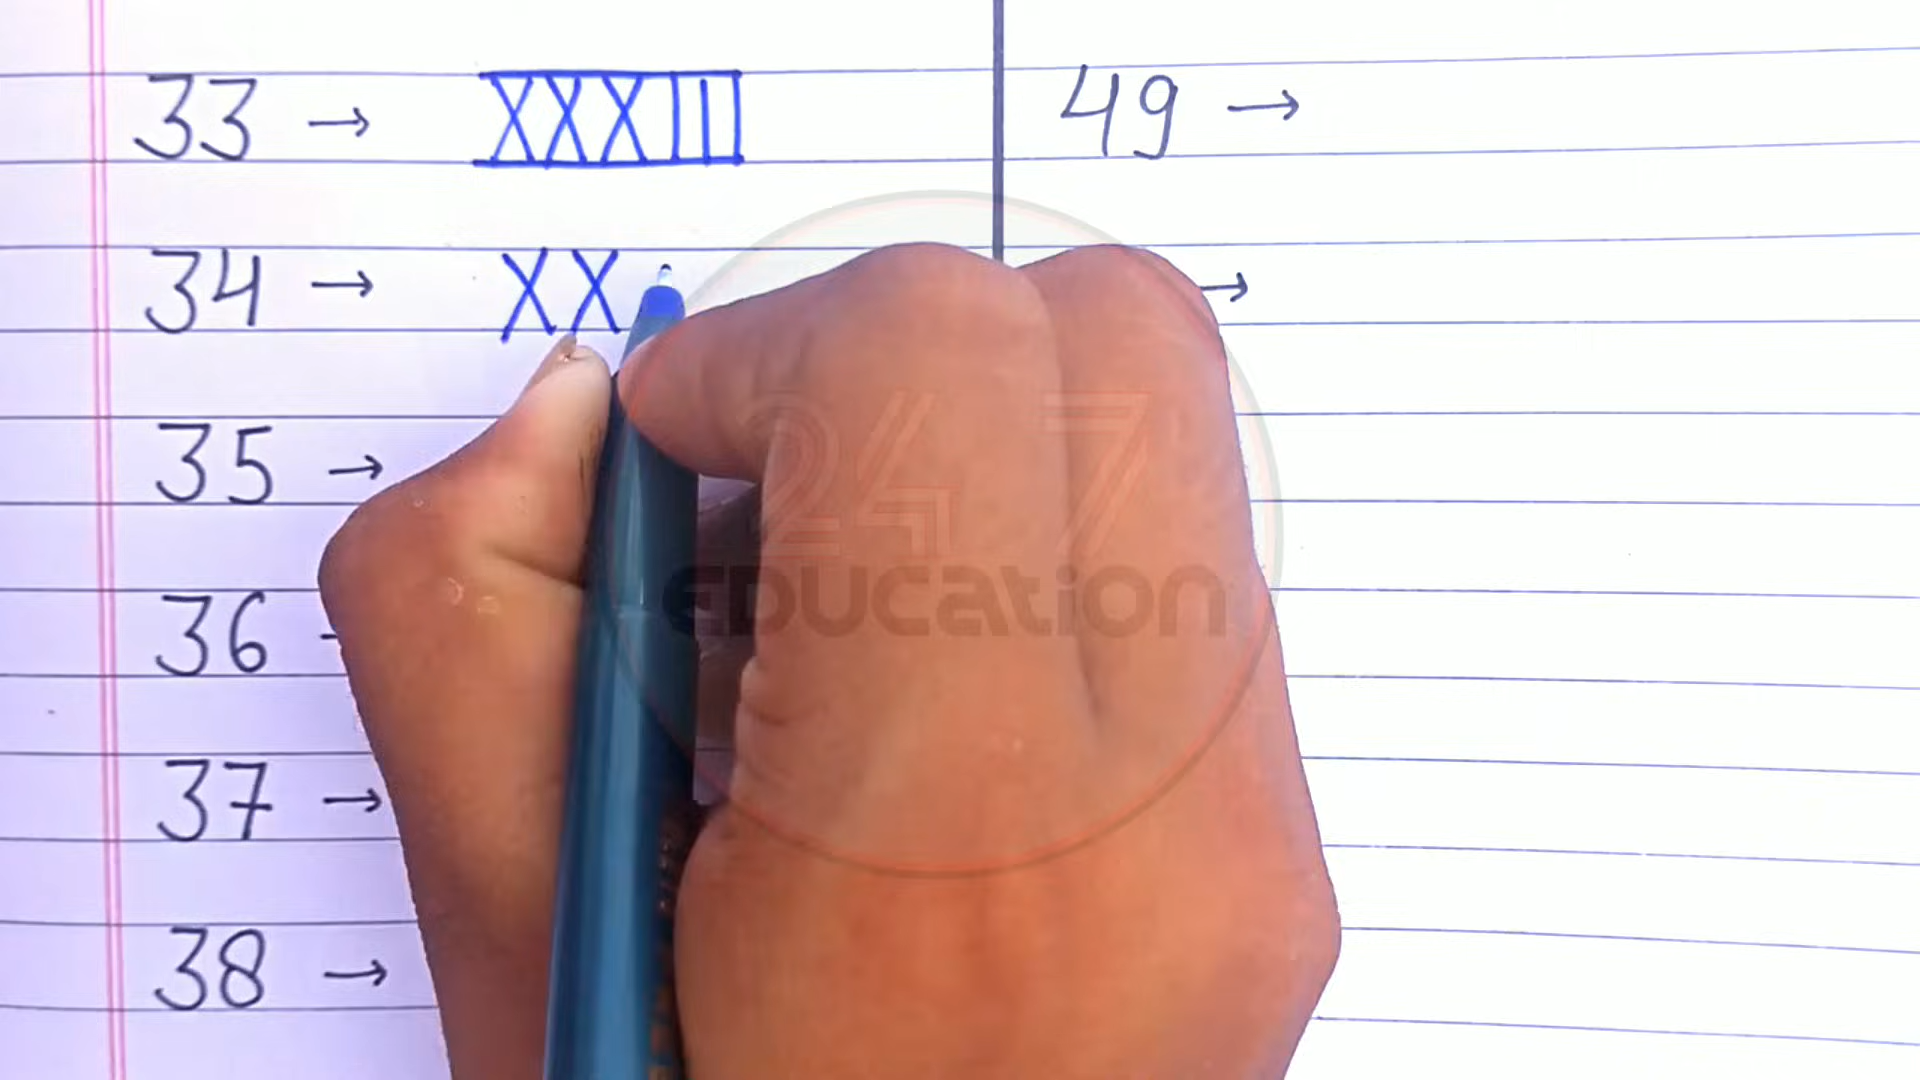 33 → XXXIII
34 → XX
35 →
36 -
37 →
38 →
49 →
→
24 7
EDUCATION